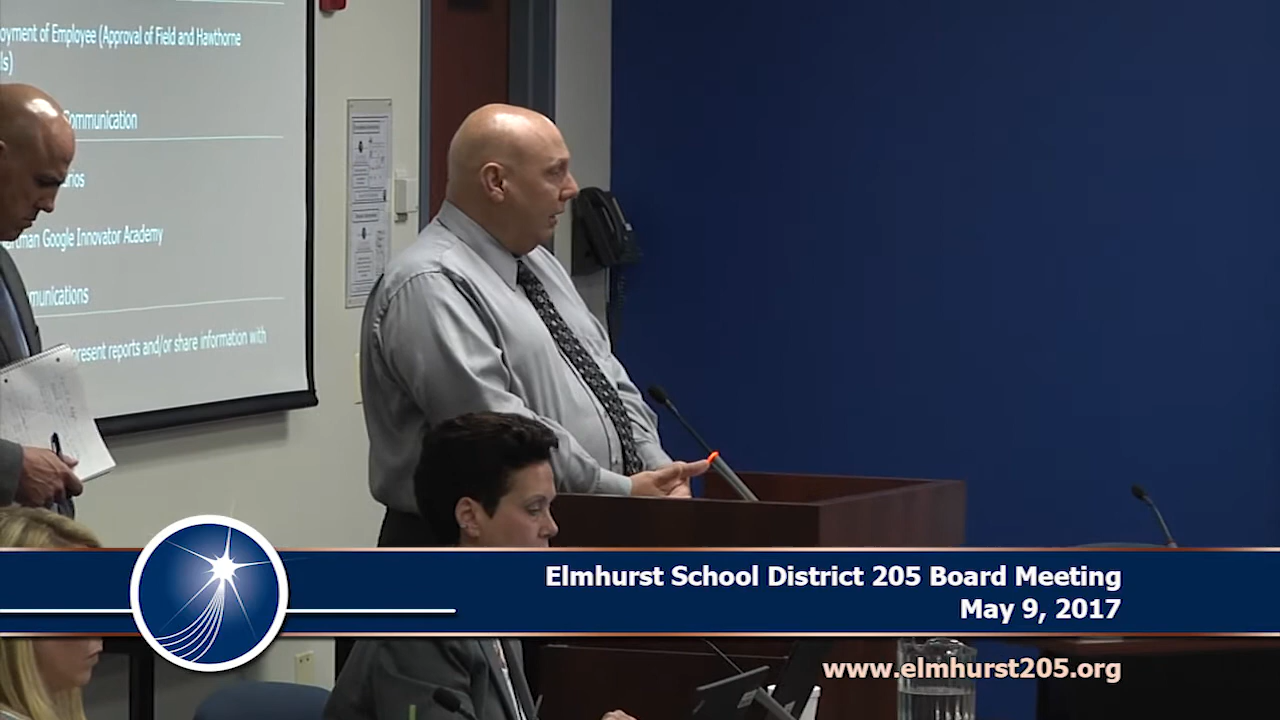 oyment of Employee (Approval of Field and Hawthorne
ls)
Communication
rios
artman Google Innovator Academy
munications
present reports and/or share information with
Elmhurst School District 205 Board Meeting
May 9, 2017
www.elmhurst205.org